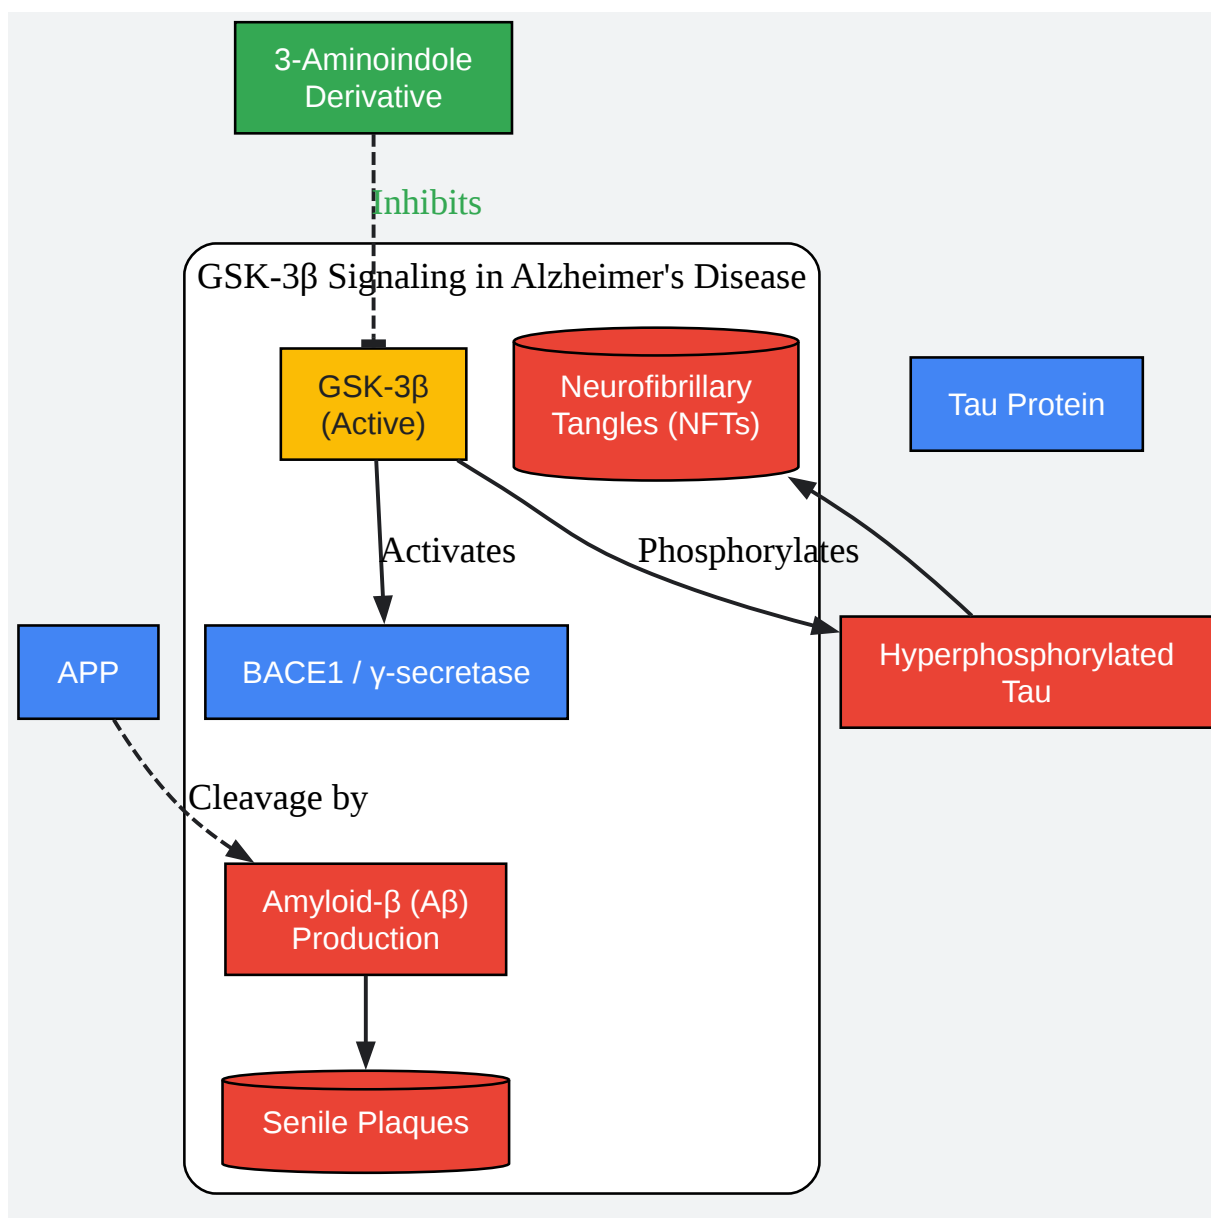 3-Aminoindole
Derivative
Inhibits
GSK-3β Signaling in Alzheimer's Disease
GSK-3β
(Active)
Neurofibrillary
Tangles (NFTs)
Tau Protein
Activates
Phosphorylates
APP
BACE1 / γ-secretase
Hyperphosphorylated
Tau
Cleavage by
Amyloid-β (Aβ)
Production
Senile Plaques